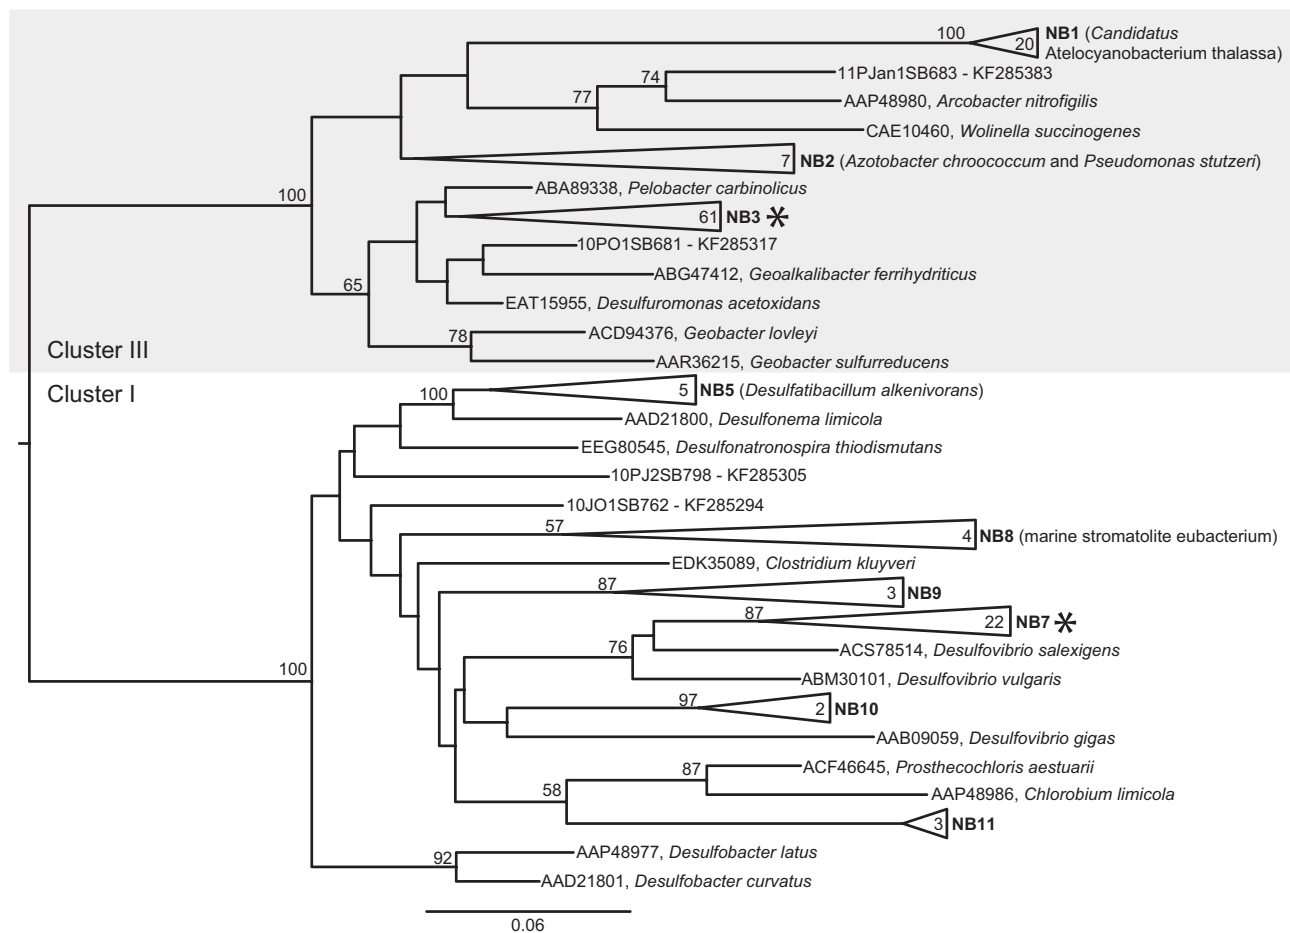 100
20
NB1 (Candidatus
Atelocyanobacterium thalassa)
74
11PJan1SB683 - KF285383
77
AAP48980, Arcobacter nitrofigilis
CAE10460, Wolinella succinogenes
7
NB2 (Azotobacter chroococcum and Pseudomonas stutzeri)
100
ABA89338, Pelobacter carbinolicus
61
NB3 *
10PO1SB681 - KF285317
ABG47412, Geoalkalibacter ferrihydriticus
65
EAT15955, Desulfuromonas acetoxidans
78
ACD94376, Geobacter lovleyi
Cluster III
AAR36215, Geobacter sulfurreducens
Cluster I
100
5
NB5 (Desulfatibacillum alkenivorans)
AAD21800, Desulfonema limicola
EEG80545, Desulfonatronospira thiodismutans
10PJ2SB798 - KF285305
10JO1SB762 - KF285294
57
4
NB8 (marine stromatolite eubacterium)
EDK35089, Clostridium kluyveri
87
3
NB9
87
22
NB7 *
76
ACS78514, Desulfovibrio salexigens
100
ABM30101, Desulfovibrio vulgaris
97
2
NB10
AAB09059, Desulfovibrio gigas
87
ACF46645, Prosthecochloris aestuarii
58
AAP48986, Chlorobium limicola
3
NB11
92
AAP48977, Desulfobacter latus
AAD21801, Desulfobacter curvatus
0.06